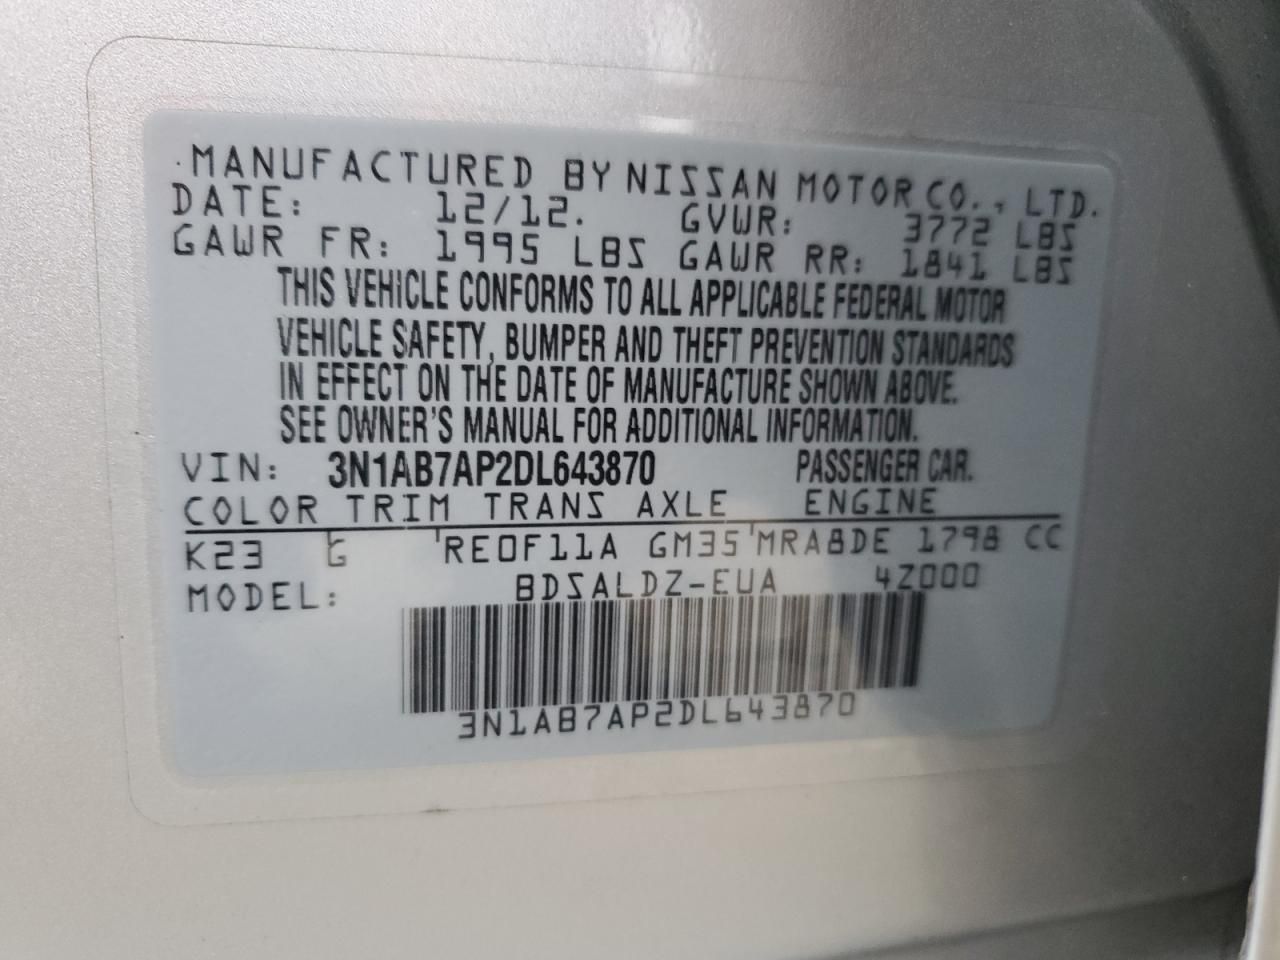 MANUFACTURED BY NISSAN MOTOR CO., LTD.
DATE: 12/12. GVWR: 3772 LBS
GAWR FR: 1995 LBS GAWR RR: 1841 LBS
THIS VEHICLE CONFORMS TO ALL APPLICABLE FEDERAL MOTOR
VEHICLE SAFETY, BUMPER AND THEFT PREVENTION STANDARDS
IN EFFECT ON THE DATE OF MANUFACTURE SHOWN ABOVE.
SEE OWNER'S MANUAL FOR ADDITIONAL INFORMATION.
VIN: 3N1AB7AP2DL643870 PASSENGER CAR.
COLOR TRIM TRANS AXLE ENGINE
K23 G RE0F11A GM35 MRA8DE 1798 CC
MODEL: BDSALDZ-EUA 4Z000
3N1AB7AP2DL643870